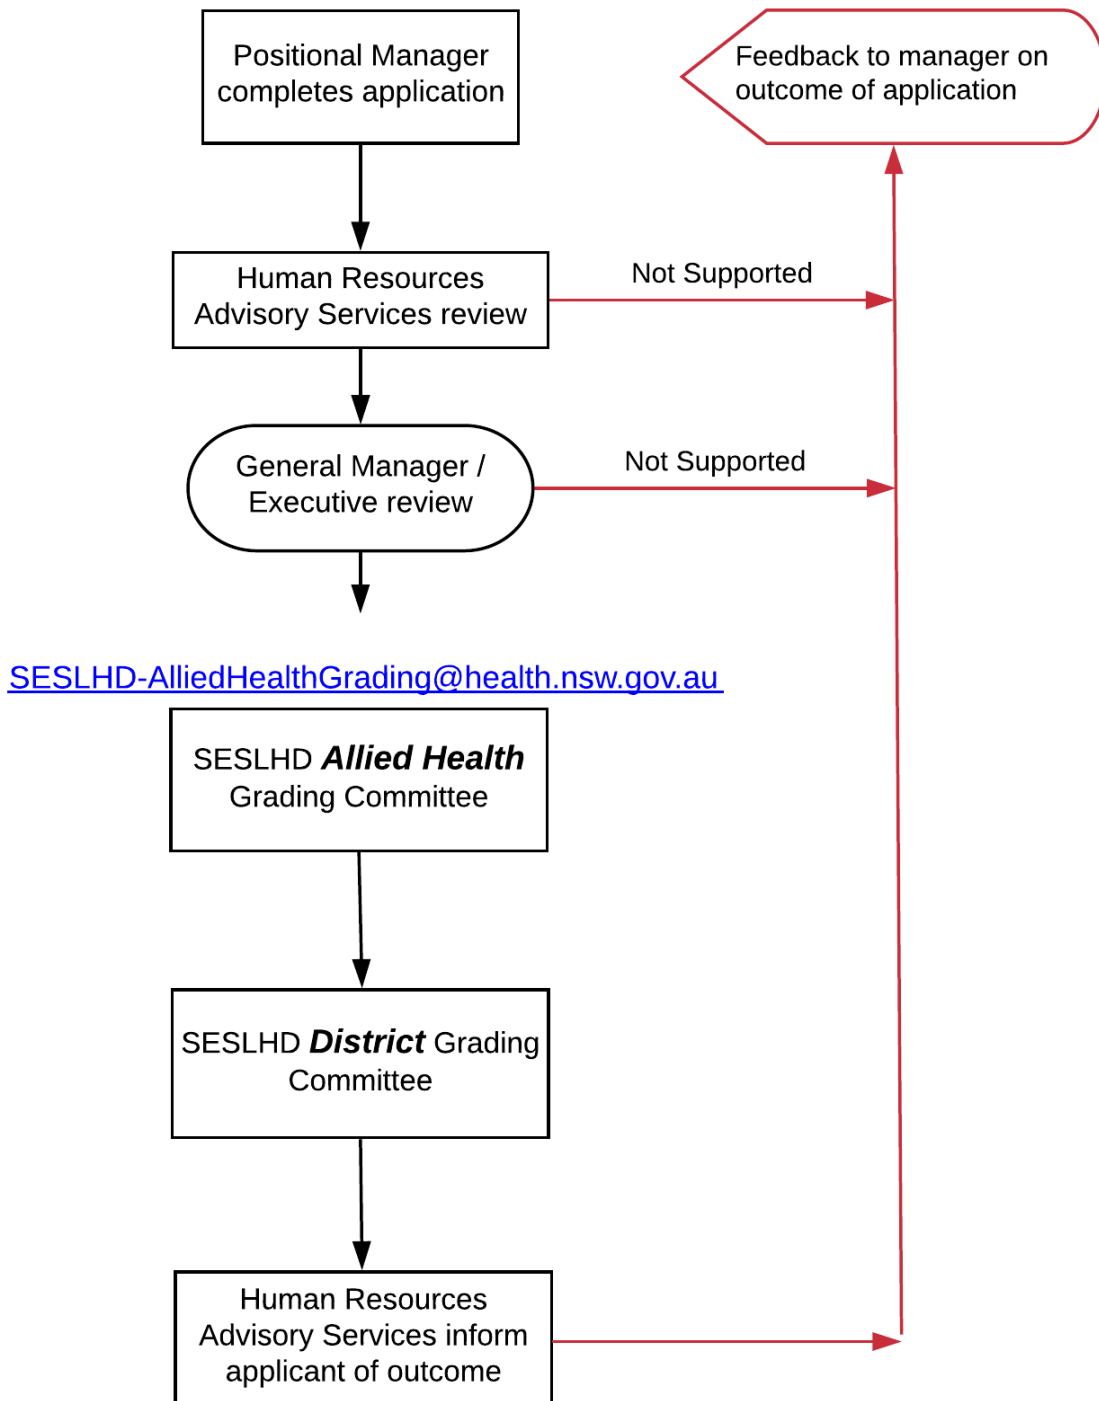 Positional Manager
completes application
Feedback to manager on
outcome of application
Human Resources
Advisory Services review
Not Supported
General Manager /
Executive review
Not Supported
SESLHD-AlliedHealthGrading@health.nsw.gov.au
SESLHD Allied Health
Grading Committee
SESLHD District Grading
Committee
Human Resources
Advisory Services inform
applicant of outcome